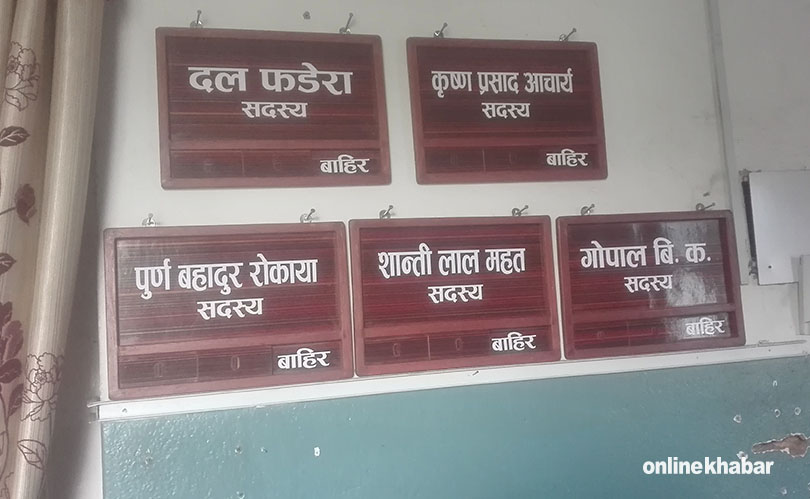 दल फडेरा
सदस्य
बाहिर
कृष्ण प्रसाद आचार्य
सदस्य
बाहिर
पुर्ण बहादुर रोकाया
सदस्य
बाहिर
शान्ती लाल महत
सदस्य
बाहिर
गोपाल बि. क.
सदस्य
बाहिर
onlinekhabar